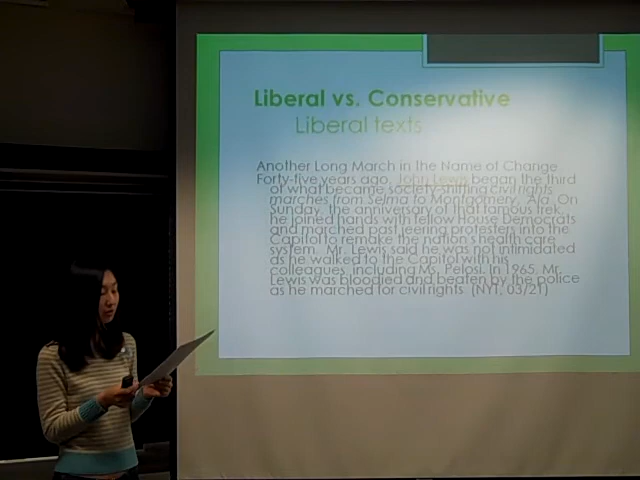 Liberal vs. Conservative
Liberal texts
Another Long March in the Name of Change
Forty-five years ago, John Lewis began the third
of what became society-shifting civil rights
marches from Selma to Montgomery, Ala. On
Sunday, the anniversary of that famous trek,
he joined hands with fellow House Democrats
and marched past jeering protesters into the
Capitol to remake the nation's health care
system. Mr. Lewis said he was not intimidated
as he walked to the Capitol with his
colleagues, including Ms. Pelosi. In 1965, Mr.
Lewis was bloodied and beaten by the police
as he marched for civil rights (NYT, 03/21)